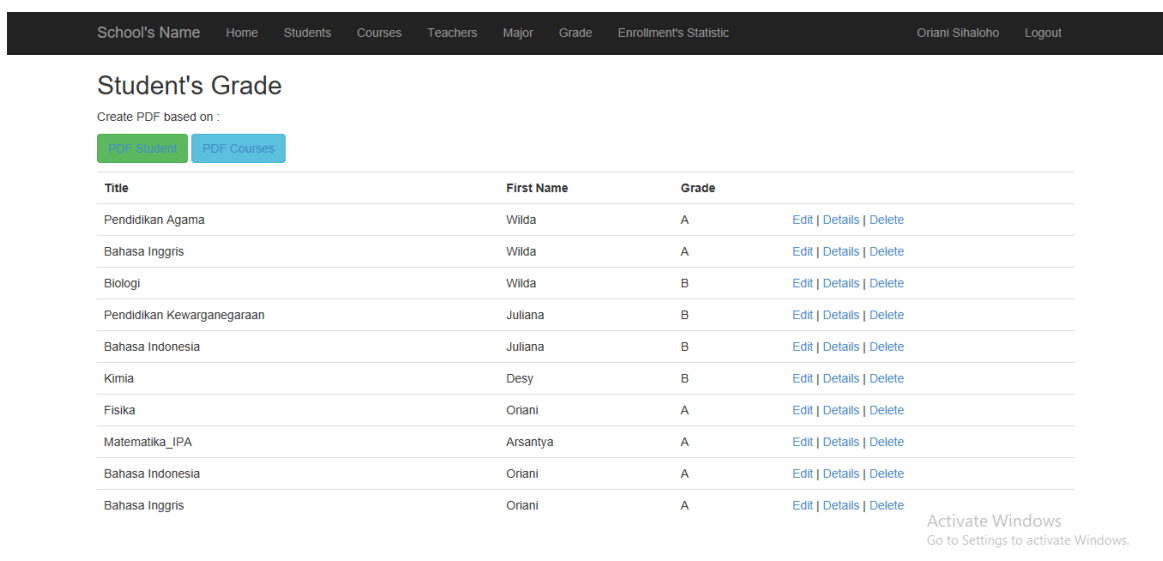 School's Name Home Students Courses Teachers Major Grade Enrollment's Statistic Oriani Sihaloho Logout
Student's Grade
Create PDF based on :
PDF Student PDF Courses
Title First Name Grade
Pendidikan Agama Wilda A Edit | Details | Delete
Bahasa Inggris Wilda A Edit | Details | Delete
Biologi Wilda B Edit | Details | Delete
Pendidikan Kewarganegaraan Juliana B Edit | Details | Delete
Bahasa Indonesia Juliana B Edit | Details | Delete
Kimia Desy B Edit | Details | Delete
Fisika Oriani A Edit | Details | Delete
Matematika_IPA Arsantya A Edit | Details | Delete
Bahasa Indonesia Oriani A Edit | Details | Delete
Bahasa Inggris Oriani A Edit | Details | Delete
Activate Windows
Go to Settings to activate Windows.